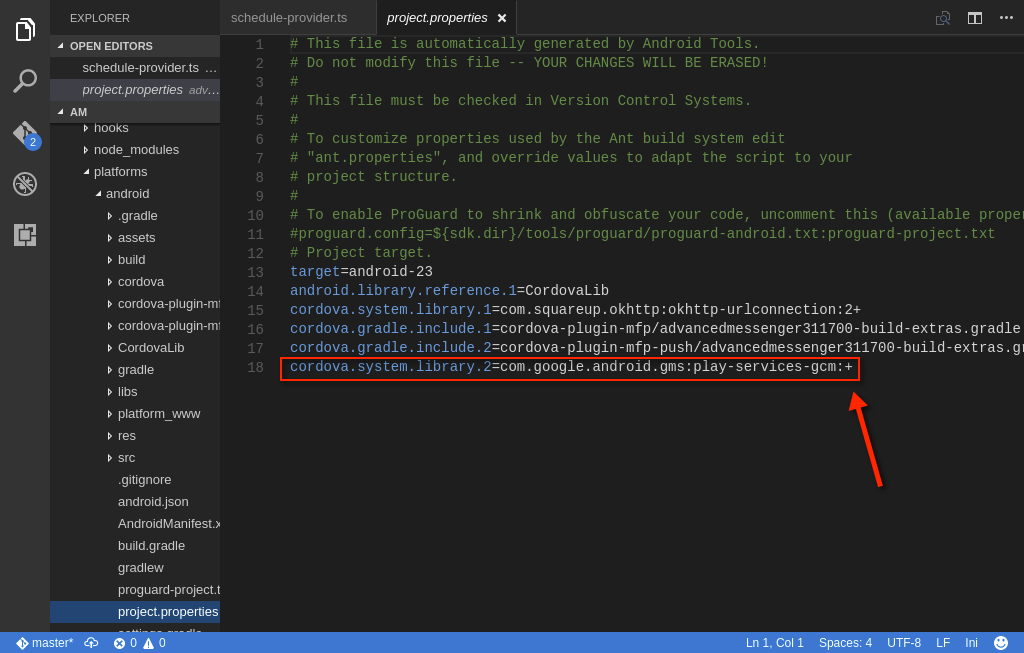 EXPLORER
schedule-provider.ts
project.properties
OPEN EDITORS
schedule-provider.ts ...
project.properties adv...
AM
hooks
node_modules
platforms
android
.gradle
assets
build
cordova
cordova-plugin-mf
cordova-plugin-mf
CordovaLib
gradle
libs
platform_www
res
src
.gitignore
android.json
AndroidManifest.x
build.gradle
gradlew
proguard-project.t
project.properties
settings.gradle
2
1 # This file is automatically generated by Android Tools.
2 # Do not modify this file -- YOUR CHANGES WILL BE ERASED!
3 #
4 # This file must be checked in Version Control Systems.
5 #
6 # To customize properties used by the Ant build system edit
7 # "ant.properties", and override values to adapt the script to your
8 # project structure.
9 #
10 # To enable ProGuard to shrink and obfuscate your code, uncomment this (available proper
11 #proguard.config=${sdk.dir}/tools/proguard/proguard-android.txt:proguard-project.txt
12 # Project target.
13 target=android-23
14 android.library.reference.1=CordovaLib
15 cordova.system.library.1=com.squareup.okhttp:okhttp-urlconnection:2+
16 cordova.gradle.include.1=cordova-plugin-mfp/advancedmessenger311700-build-extras.gradle
17 cordova.gradle.include.2=cordova-plugin-mfp-push/advancedmessenger311700-build-extras.gr
18 cordova.system.library.2=com.google.android.gms:play-services-gcm:+
master* 0 0 Ln 1, Col 1 Spaces: 4 UTF-8 LF Ini